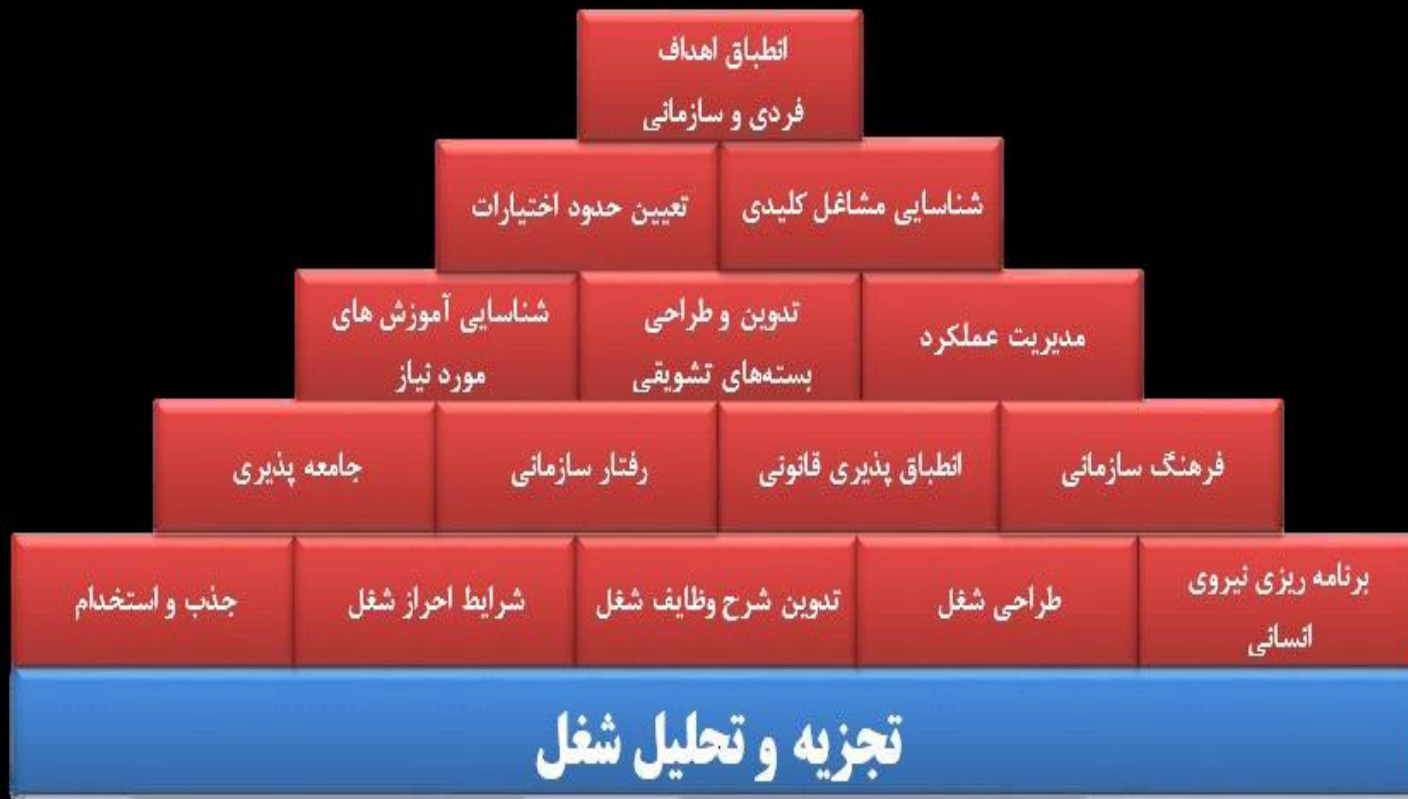 انطباق اهداف
فردی و سازمانی
شناسایی مشاغل کلیدی
تعیین حدود اختیارات
مدیریت عملکرد
تدوین و طراحی
بسته‌های تشویقی
شناسایی آموزش های
مورد نیاز
فرهنگ سازمانی
انطباق پذیری قانونی
رفتار سازمانی
جامعه پذیری
برنامه ریزی نیروی
انسانی
طراحی شغل
تدوین شرح وظایف شغل
شرایط احراز شغل
جذب و استخدام
تجزیه و تحلیل شغل